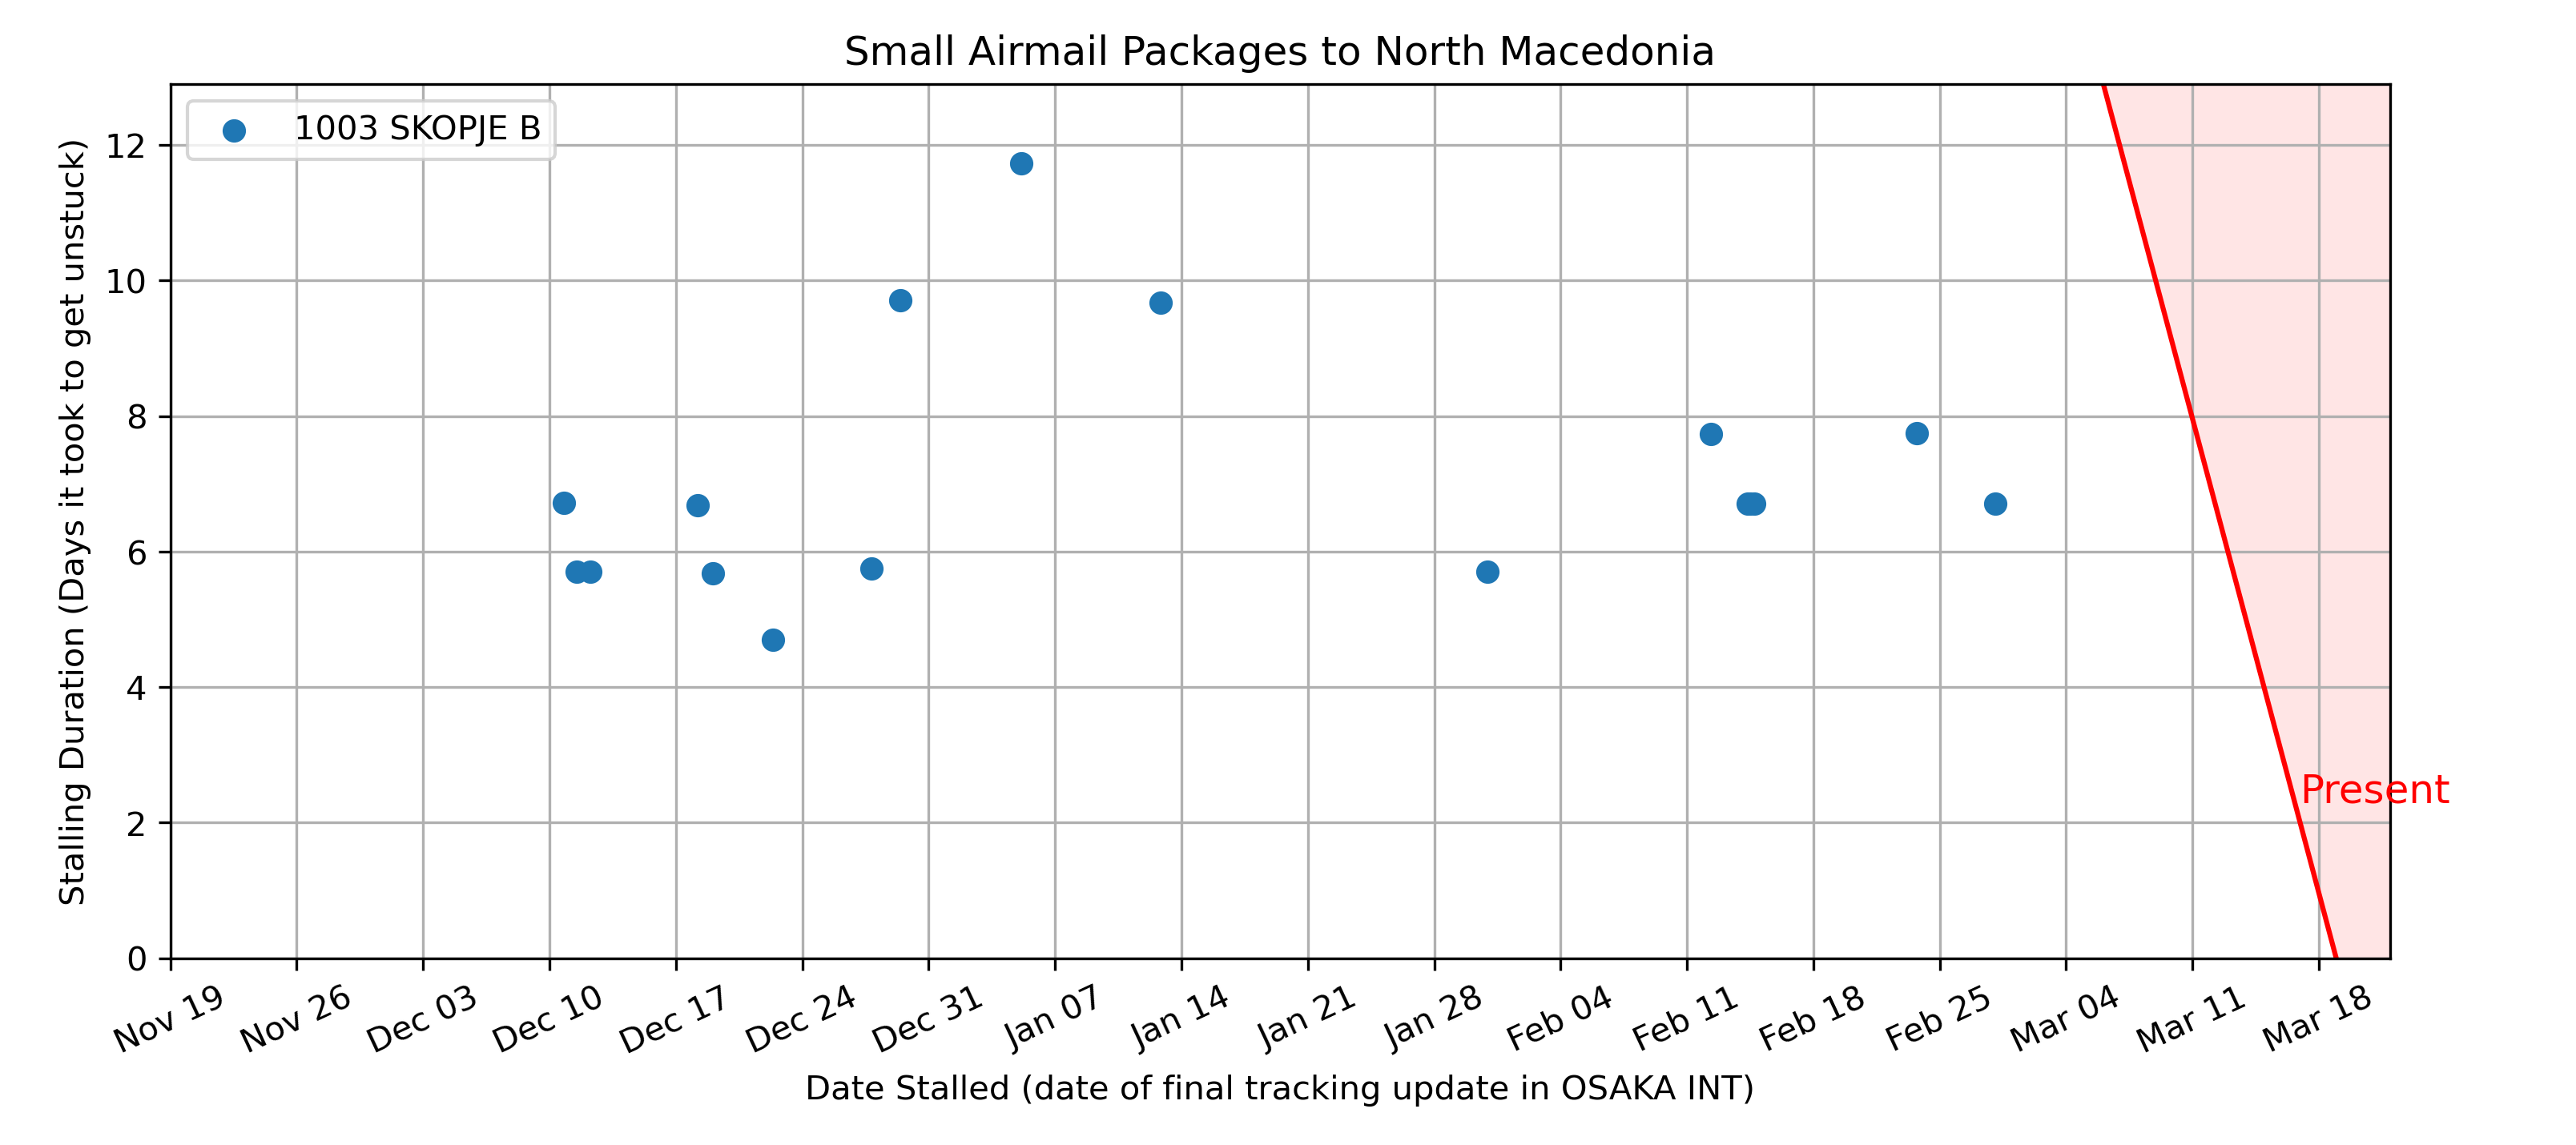 Small Airmail Packages to North Macedonia
1003 SKOPJE B
Stalling Duration (Days it took to get unstuck)
12
10
8
6
4
2
0
Present
Nov 19
Nov 26
Dec 03
Dec 10
Dec 17
Dec 24
Dec 31
Jan 07
Jan 14
Jan 21
Jan 28
Feb 04
Feb 11
Feb 18
Feb 25
Mar 04
Mar 11
Mar 18
Date Stalled (date of final tracking update in OSAKA INT)